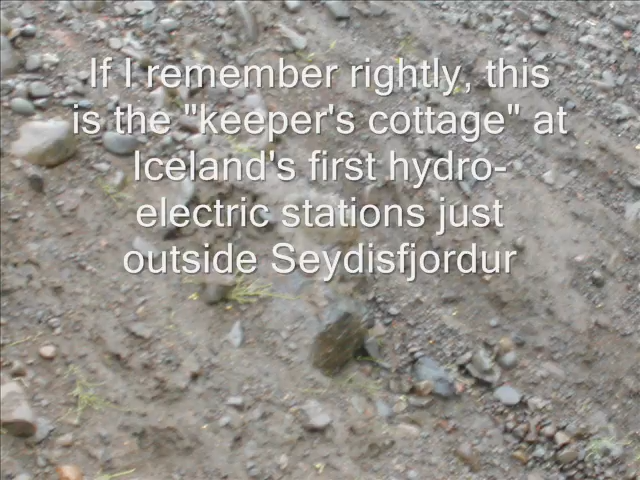 If I remember rightly, this
is the "keeper's cottage" at
Iceland's first hydro-
electric stations just
outside Seydisfjordur